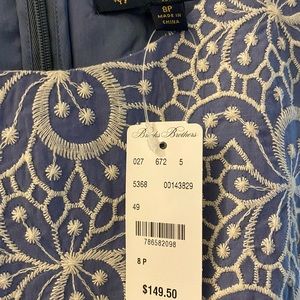 8P
MADE IN
CHINA
Brooks Brothers
027 672 5
5368 00143829
49
786582098
8 P
$149.50